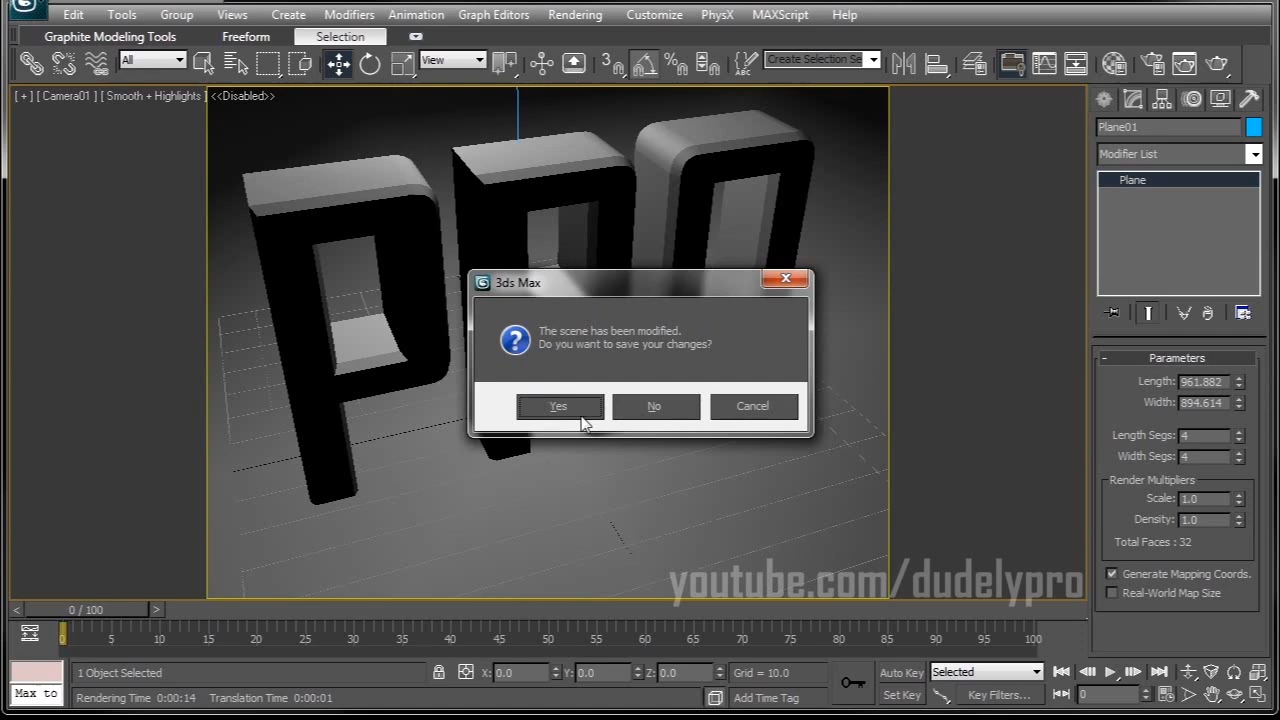 Edit Tools Group Views Create Modifiers Animation Graph Editors Rendering Customize PhysX MAXScript Help
Graphite Modeling Tools Freeform Selection
All View 3 Create Selection Se
[ + ] [ Camera01 ] [ Smooth + Highlights ] <<Disabled>>
Plane01
Modifier List
Plane
PRO
3ds Max
The scene has been modified.
Do you want to save your changes?
Yes No Cancel
Parameters
Length: 961.882
Width: 894.614
Length Segs: 4
Width Segs: 4
Render Multipliers
Scale: 1.0
Density: 1.0
Total Faces : 32
Generate Mapping Coords.
Real-World Map Size
youtube.com/dudelypro
< 0 / 100 >
0 5 10 15 20 25 30 35 40 45 50 55 60 65 70 75 80 85 90 95 100
1 Object Selected X: 0.0 Y: 0.0 Z: 0.0 Grid = 10.0 Auto Key Selected
Max to Rendering Time 0:00:14 Translation Time 0:00:01 Add Time Tag Set Key Key Filters... 0